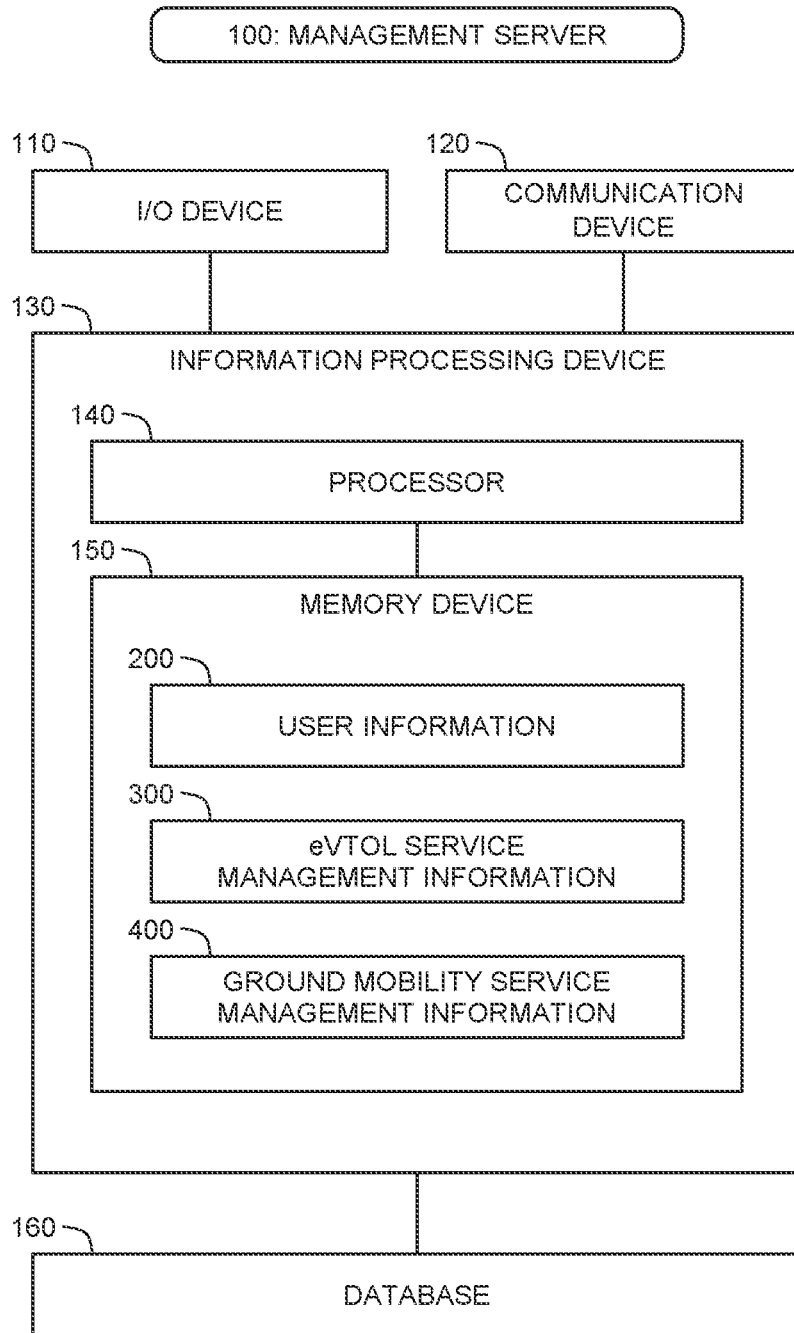 100: MANAGEMENT SERVER
110
120
I/O DEVICE
COMMUNICATION
DEVICE
130
INFORMATION PROCESSING DEVICE
140
PROCESSOR
150
MEMORY DEVICE
200
USER INFORMATION
300
eVTOL SERVICE
MANAGEMENT INFORMATION
400
GROUND MOBILITY SERVICE
MANAGEMENT INFORMATION
160
DATABASE